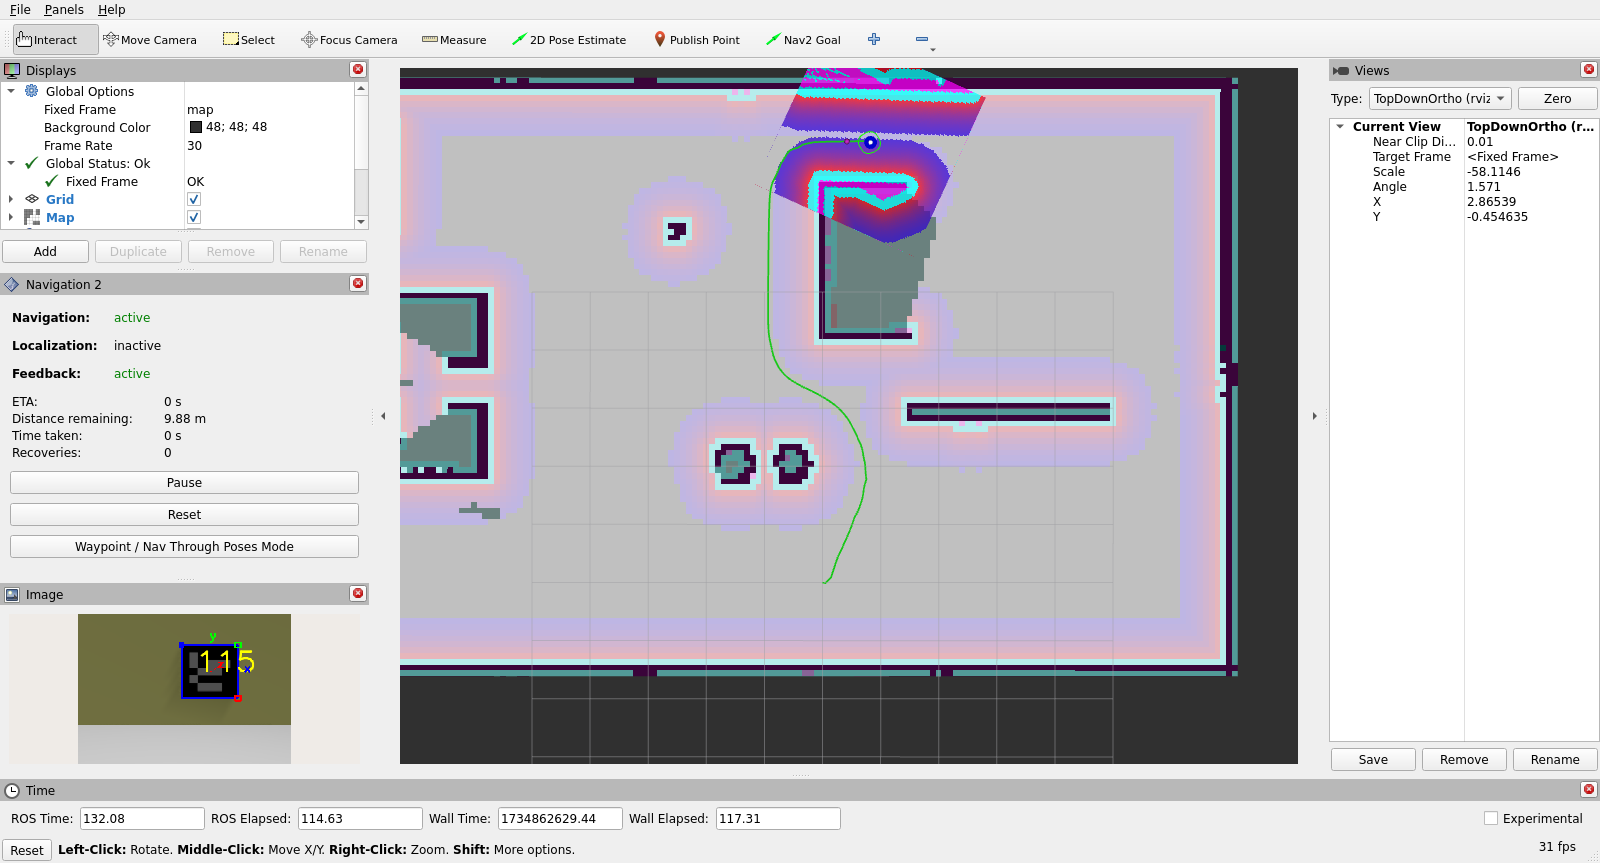 File Panels Help
Interact Move Camera Select Focus Camera Measure 2D Pose Estimate Publish Point Nav2 Goal
Displays
Global Options
Fixed Frame map
Background Color 48; 48; 48
Frame Rate 30
Global Status: Ok
Fixed Frame OK
Grid
Map
Add Duplicate Remove Rename
Navigation 2
Navigation: active
Localization: inactive
Feedback: active
ETA: 0 s
Distance remaining: 9.88 m
Time taken: 0 s
Recoveries: 0
Pause
Reset
Waypoint / Nav Through Poses Mode
Image
y
115
x
Views
Type: TopDownOrtho (rviz Zero
Current View TopDownOrtho (r...
Near Clip Di... 0.01
Target Frame <Fixed Frame>
Scale -58.1146
Angle 1.571
X 2.86539
Y -0.454635
Save Remove Rename
Time
ROS Time: 132.08 ROS Elapsed: 114.63 Wall Time: 1734862629.44 Wall Elapsed: 117.31 Experimental
Reset Left-Click: Rotate. Middle-Click: Move X/Y. Right-Click: Zoom. Shift: More options. 31 fps